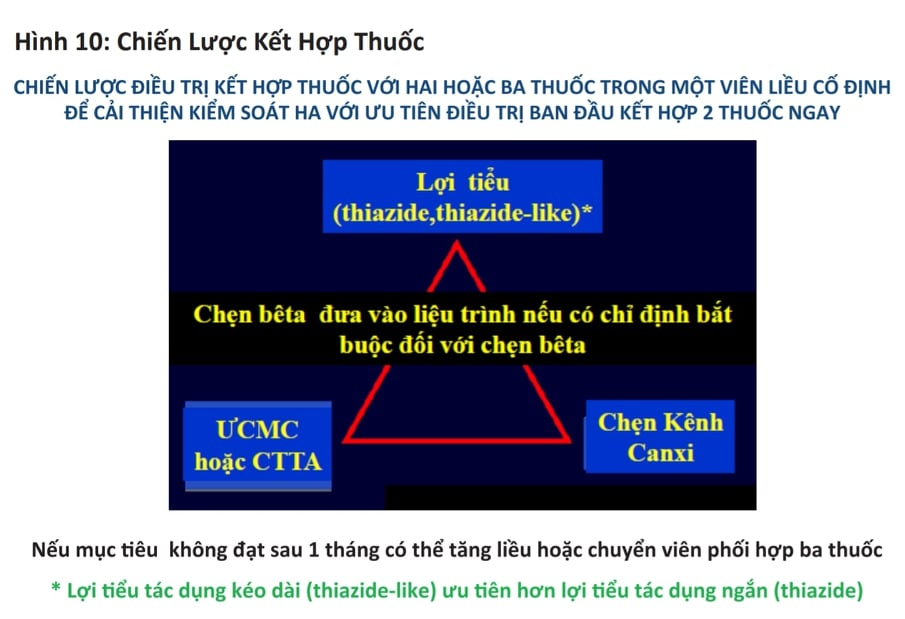 Hình 10: Chiến Lược Kết Hợp Thuốc
CHIẾN LƯỢC ĐIỀU TRỊ KẾT HỢP THUỐC VỚI HAI HOẶC BA THUỐC TRONG MỘT VIÊN LIỀU CỐ ĐỊNH
ĐỂ CẢI THIỆN KIỂM SOÁT HA VỚI ƯU TIÊN ĐIỀU TRỊ BAN ĐẦU KẾT HỢP 2 THUỐC NGAY
Lợi tiểu
(thiazide,thiazide-like)*
Chẹn bêta đưa vào liệu trình nếu có chỉ định bắt
buộc đối với chẹn bêta
ƯCMC
hoặc CTTA
Chẹn Kênh
Canxi
Nếu mục tiêu không đạt sau 1 tháng có thể tăng liều hoặc chuyển viên phối hợp ba thuốc
* Lợi tiểu tác dụng kéo dài (thiazide-like) ưu tiên hơn lợi tiểu tác dụng ngắn (thiazide)